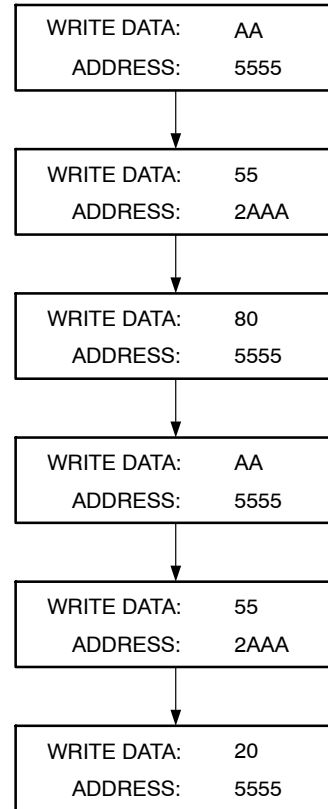 WRITE DATA: AA
ADDRESS: 5555
WRITE DATA: 55
ADDRESS: 2AAA
WRITE DATA: 80
ADDRESS: 5555
WRITE DATA: AA
ADDRESS: 5555
WRITE DATA: 55
ADDRESS: 2AAA
WRITE DATA: 20
ADDRESS: 5555